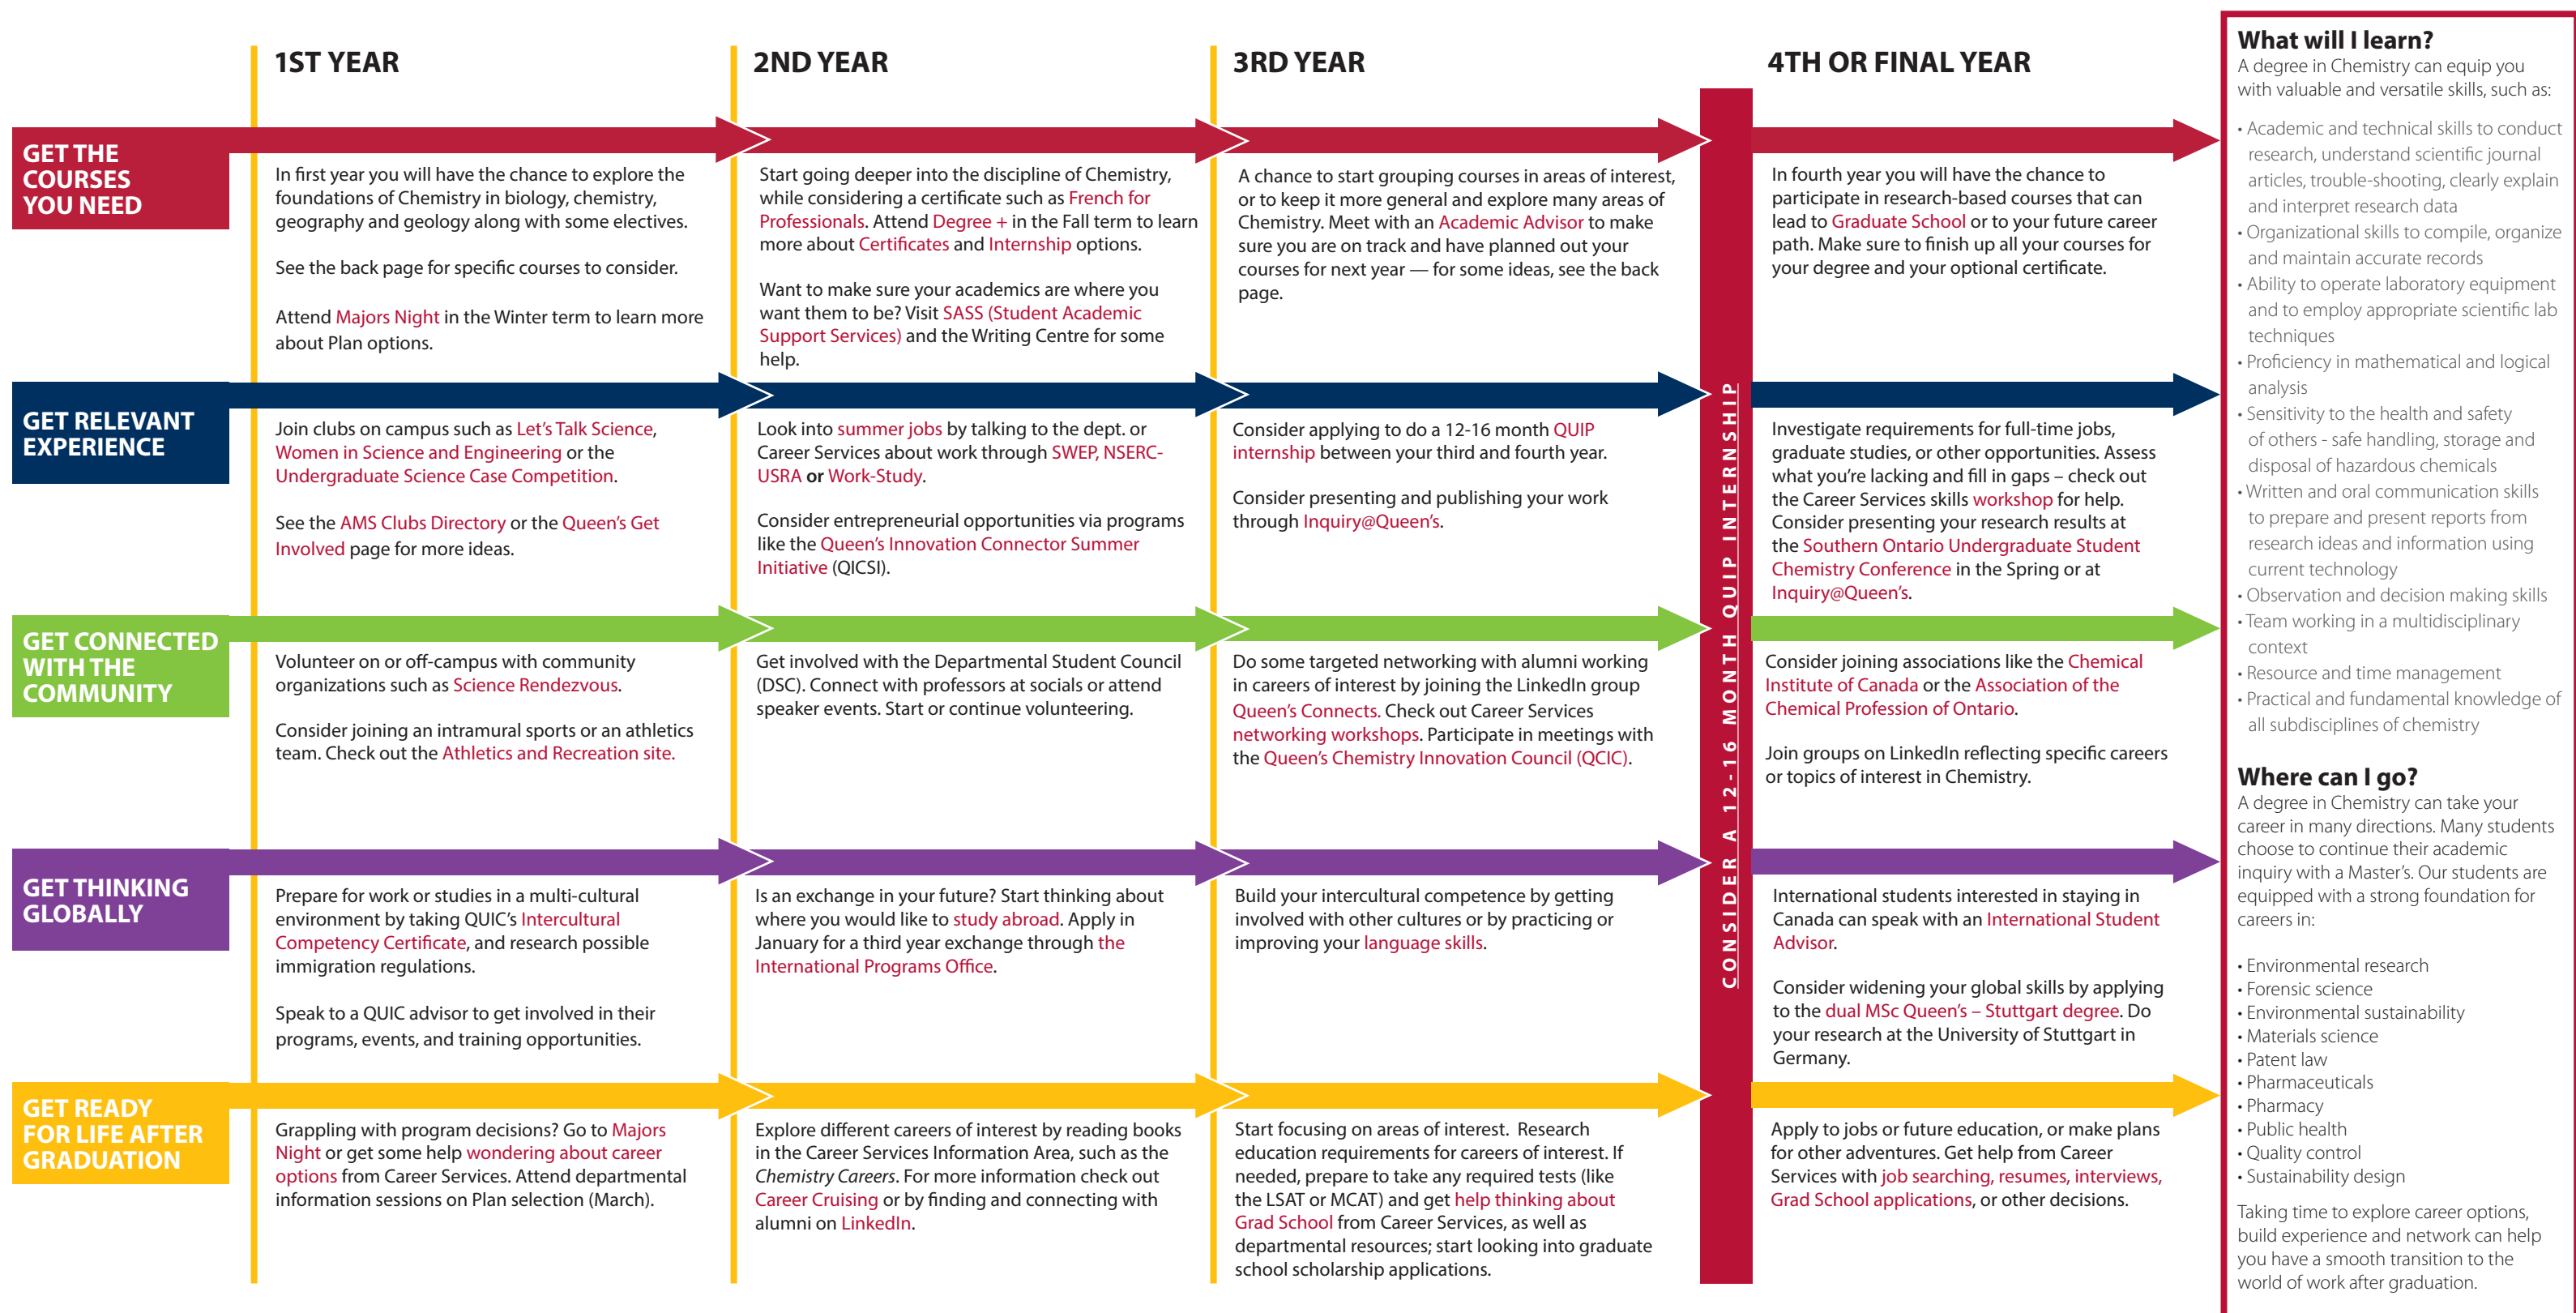 1ST YEAR
2ND YEAR
3RD YEAR
4TH OR FINAL YEAR
GET THE
COURSES
YOU NEED
In first year you will have the chance to explore the
foundations of Chemistry in biology, chemistry,
geography and geology along with some electives.
See the back page for specific courses to consider.
Attend Majors Night in the Winter term to learn more
about Plan options.
Start going deeper into the discipline of Chemistry,
while considering a certificate such as French for
Professionals. Attend Degree + in the Fall term to learn
more about Certificates and Internship options.
Want to make sure your academics are where you
want them to be? Visit SASS (Student Academic
Support Services) and the Writing Centre for some
help.
A chance to start grouping courses in areas of interest,
or to keep it more general and explore many areas of
Chemistry. Meet with an Academic Advisor to make
sure you are on track and have planned out your
courses for next year — for some ideas, see the back
page.
In fourth year you will have the chance to
participate in research-based courses that can
lead to Graduate School or to your future career
path. Make sure to finish up all your courses for
your degree and your optional certificate.
GET RELEVANT
EXPERIENCE
Join clubs on campus such as Let's Talk Science,
Women in Science and Engineering or the
Undergraduate Science Case Competition.
See the AMS Clubs Directory or the Queen's Get
Involved page for more ideas.
Look into summer jobs by talking to the dept. or
Career Services about work through SWEP, NSERC-
USRA or Work-Study.
Consider entrepreneurial opportunities via programs
like the Queen's Innovation Connector Summer
Initiative (QICSI).
Consider applying to do a 12-16 month QUIP
internship between your third and fourth year.
Consider presenting and publishing your work
through Inquiry@Queen's.
Investigate requirements for full-time jobs,
graduate studies, or other opportunities. Assess
what you're lacking and fill in gaps – check out
the Career Services skills workshop for help.
Consider presenting your research results at
the Southern Ontario Undergraduate Student
Chemistry Conference in the Spring or at
Inquiry@Queen's.
GET CONNECTED
WITH THE
COMMUNITY
Volunteer on or off-campus with community
organizations such as Science Rendezvous.
Consider joining an intramural sports or an athletics
team. Check out the Athletics and Recreation site.
Get involved with the Departmental Student Council
(DSC). Connect with professors at socials or attend
speaker events. Start or continue volunteering.
Do some targeted networking with alumni working
in careers of interest by joining the LinkedIn group
Queen's Connects. Check out Career Services
networking workshops. Participate in meetings with
the Queen's Chemistry Innovation Council (QCIC).
Consider joining associations like the Chemical
Institute of Canada or the Association of the
Chemical Profession of Ontario.
Join groups on LinkedIn reflecting specific careers
or topics of interest in Chemistry.
GET THINKING
GLOBALLY
Prepare for work or studies in a multi-cultural
environment by taking QUIC's Intercultural
Competency Certificate, and research possible
immigration regulations.
Speak to a QUIC advisor to get involved in their
programs, events, and training opportunities.
Is an exchange in your future? Start thinking about
where you would like to study abroad. Apply in
January for a third year exchange through the
International Programs Office.
Build your intercultural competence by getting
involved with other cultures or by practicing or
improving your language skills.
International students interested in staying in
Canada can speak with an International Student
Advisor.
Consider widening your global skills by applying
to the dual MSc Queen's – Stuttgart degree. Do
your research at the University of Stuttgart in
Germany.
GET READY
FOR LIFE AFTER
GRADUATION
Grappling with program decisions? Go to Majors
Night or get some help wondering about career
options from Career Services. Attend departmental
information sessions on Plan selection (March).
Explore different careers of interest by reading books
in the Career Services Information Area, such as the
Chemistry Careers. For more information check out
Career Cruising or by finding and connecting with
alumni on LinkedIn.
Start focusing on areas of interest. Research
education requirements for careers of interest. If
needed, prepare to take any required tests (like
the LSAT or MCAT) and get help thinking about
Grad School from Career Services, as well as
departmental resources; start looking into graduate
school scholarship applications.
Apply to jobs or future education, or make plans
for other adventures. Get help from Career
Services with job searching, resumes, interviews,
Grad School applications, or other decisions.
CONSIDER A 12-16 MONTH QUIP INTERNSHIP
What will I learn?
A degree in Chemistry can equip you
with valuable and versatile skills, such as:
• Academic and technical skills to conduct
research, understand scientific journal
articles, trouble-shooting, clearly explain
and interpret research data
• Organizational skills to compile, organize
and maintain accurate records
• Ability to operate laboratory equipment
and to employ appropriate scientific lab
techniques
• Proficiency in mathematical and logical
analysis
• Sensitivity to the health and safety
of others - safe handling, storage and
disposal of hazardous chemicals
• Written and oral communication skills
to prepare and present reports from
research ideas and information using
current technology
• Observation and decision making skills
• Team working in a multidisciplinary
context
• Resource and time management
• Practical and fundamental knowledge of
all subdisciplines of chemistry
Where can I go?
A degree in Chemistry can take your
career in many directions. Many students
choose to continue their academic
inquiry with a Master's. Our students are
equipped with a strong foundation for
careers in:
• Environmental research
• Forensic science
• Environmental sustainability
• Materials science
• Patent law
• Pharmaceuticals
• Pharmacy
• Public health
• Quality control
• Sustainability design
Taking time to explore career options,
build experience and network can help
you have a smooth transition to the
world of work after graduation.